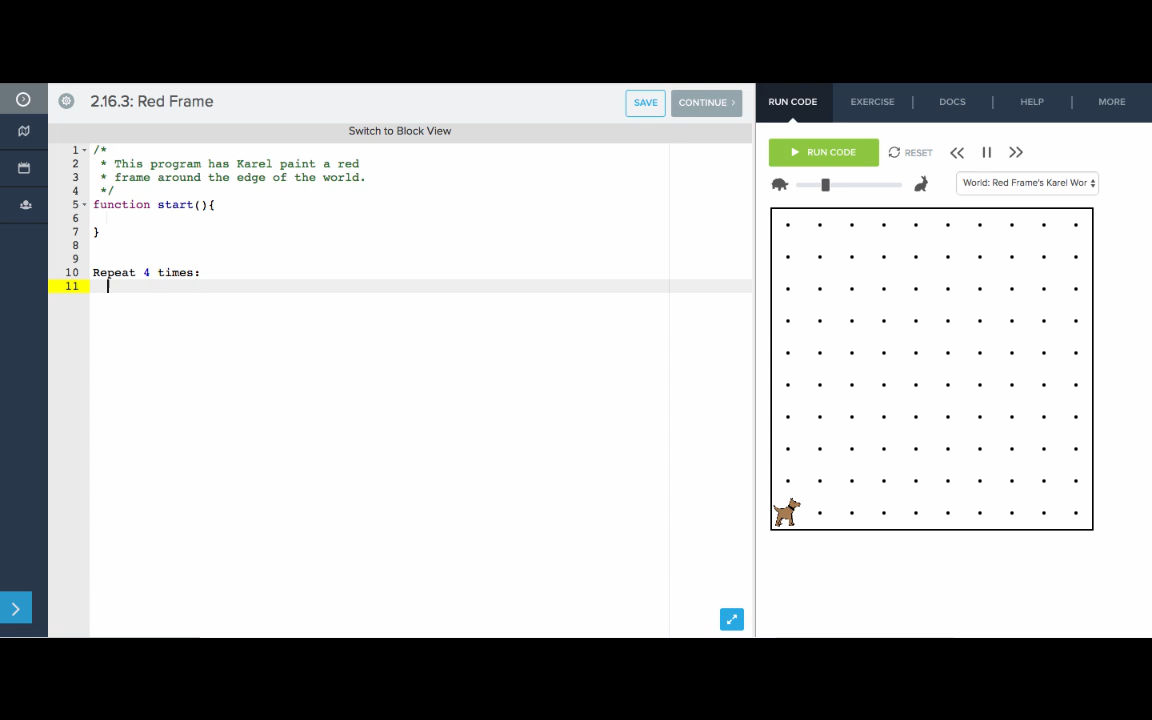 2.16.3: Red Frame
SAVE
CONTINUE >
RUN CODE
EXERCISE
DOCS
HELP
MORE
Switch to Block View
1 /*
2 * This program has Karel paint a red
3 * frame around the edge of the world.
4 */
5 function start(){
6
7 }
8
9
10 Repeat 4 times:
11
RUN CODE
RESET
World: Red Frame's Karel Wor